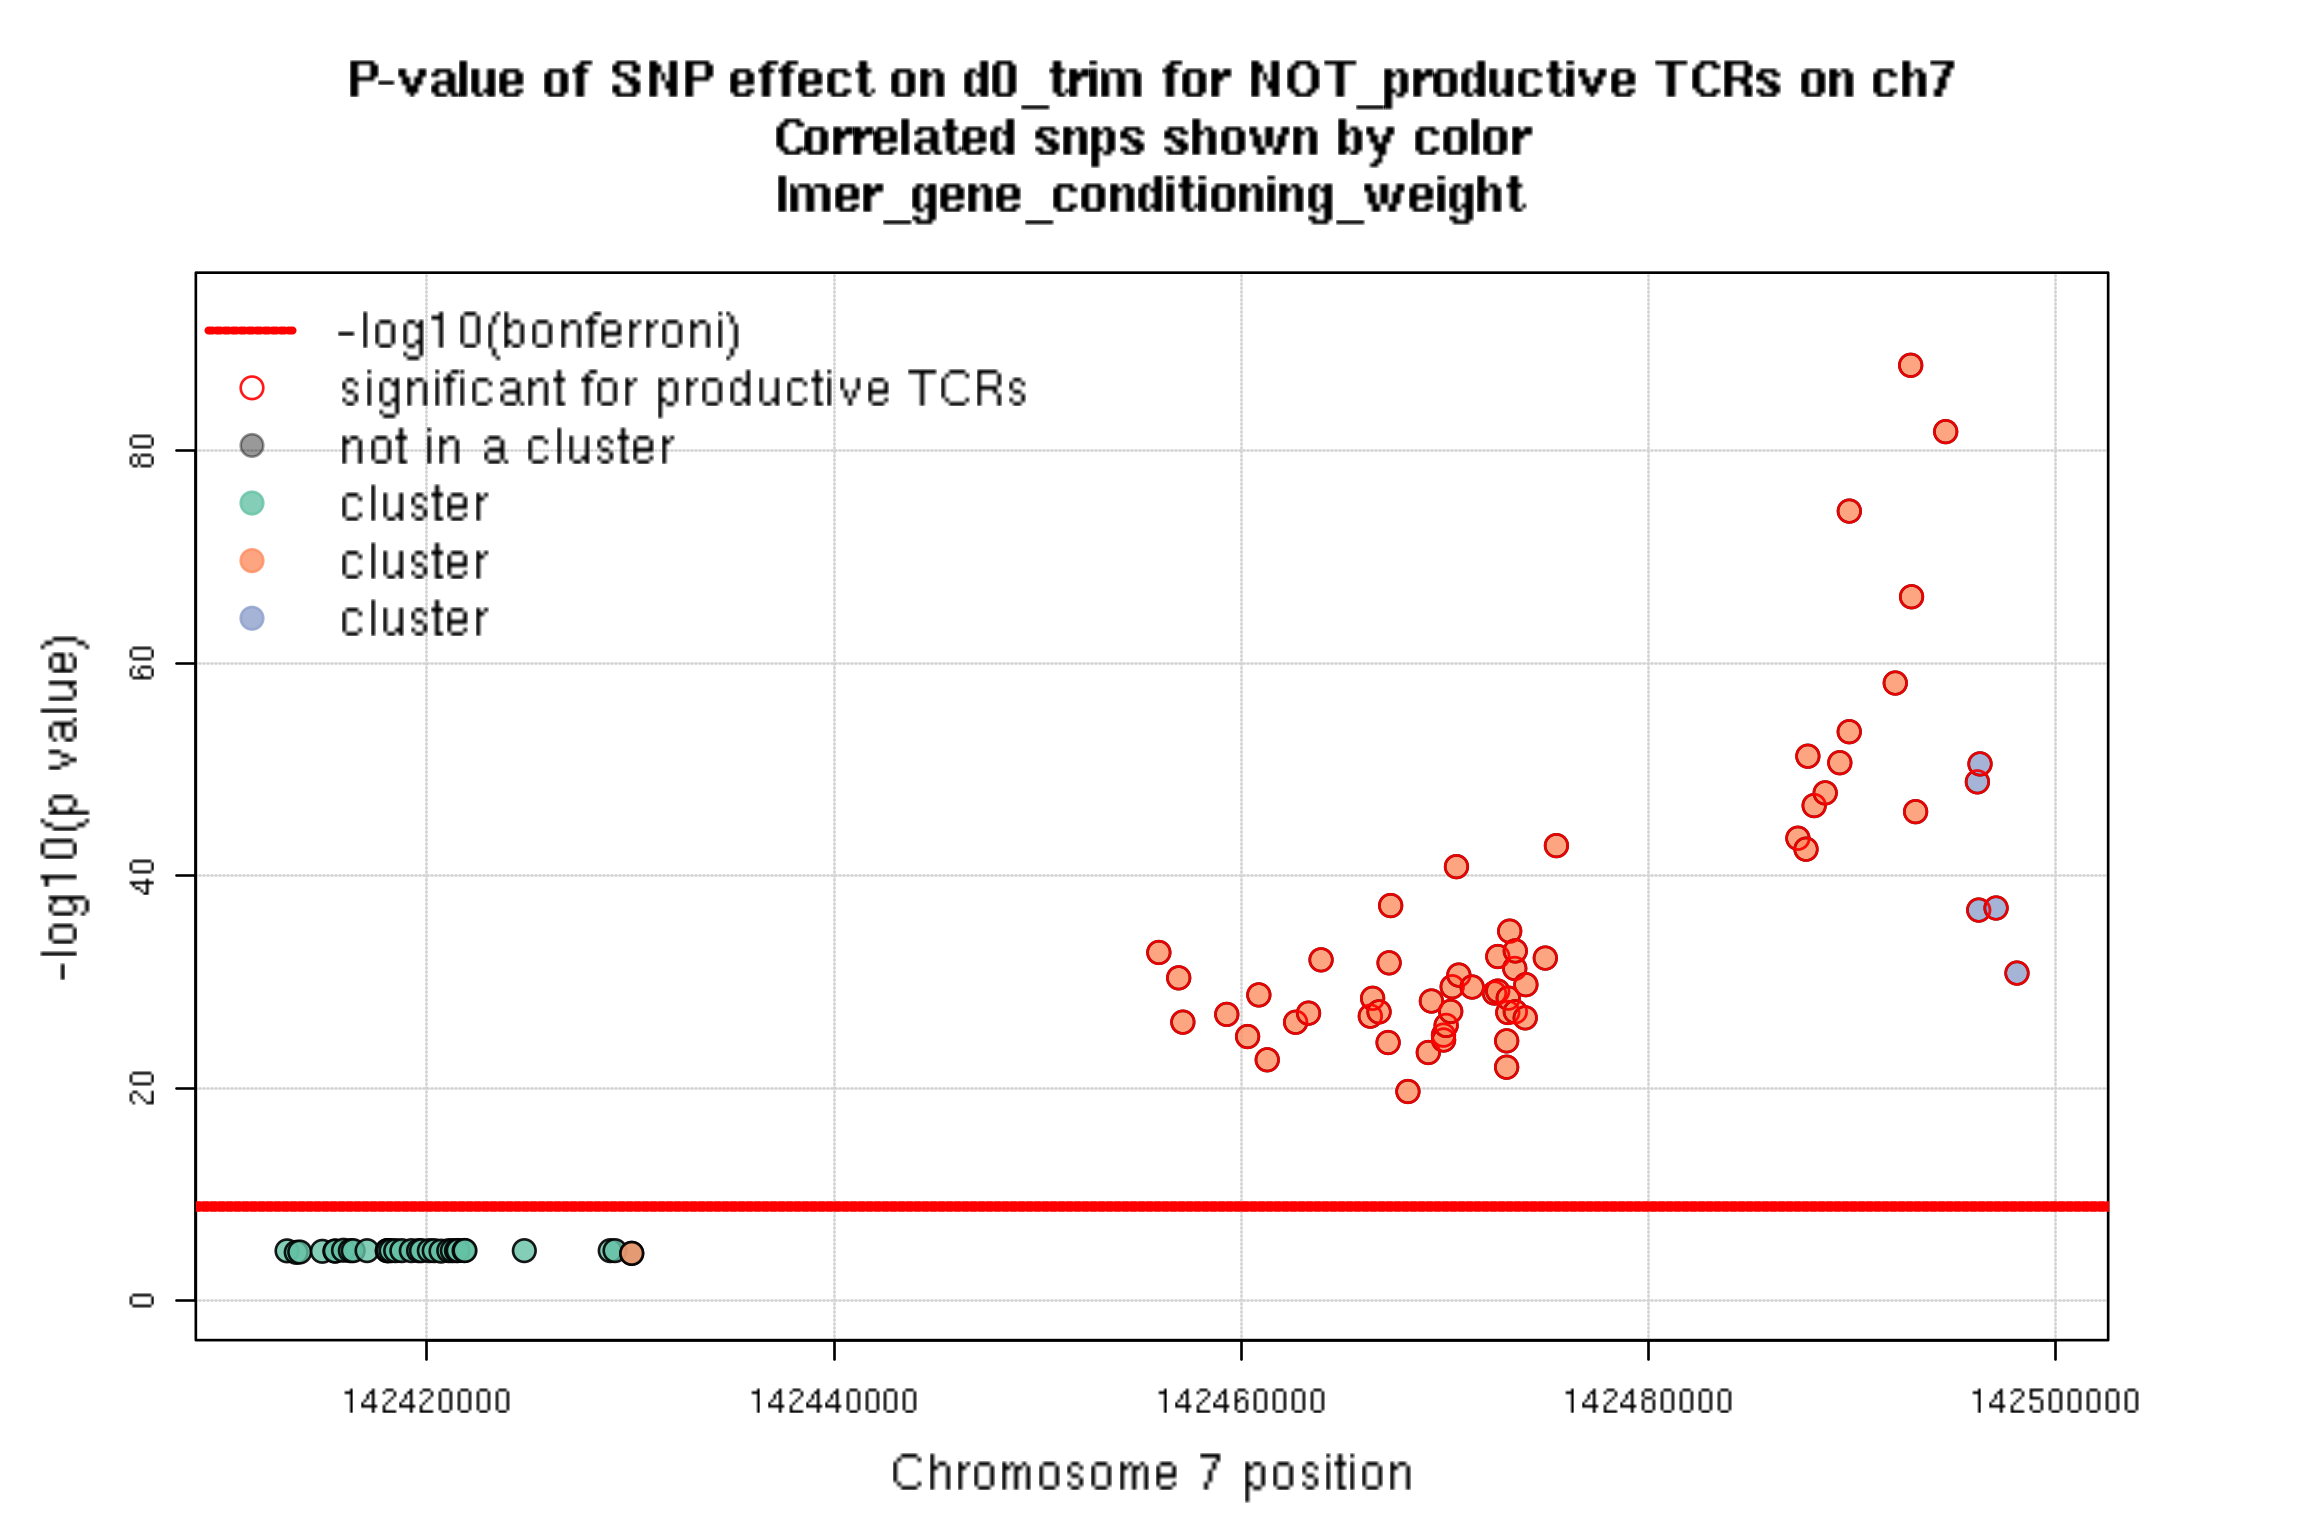 P-value of SNP effect on d0_trim for NOT_productive TCRs on ch7
Correlated snps shown by color
lmer_gene_conditioning_weight
-log10(bonferroni)
significant for productive TCRs
not in a cluster
cluster
cluster
cluster
-log10(p value)
80
60
40
20
0
142420000 142440000 142460000 142480000 142500000
Chromosome 7 position